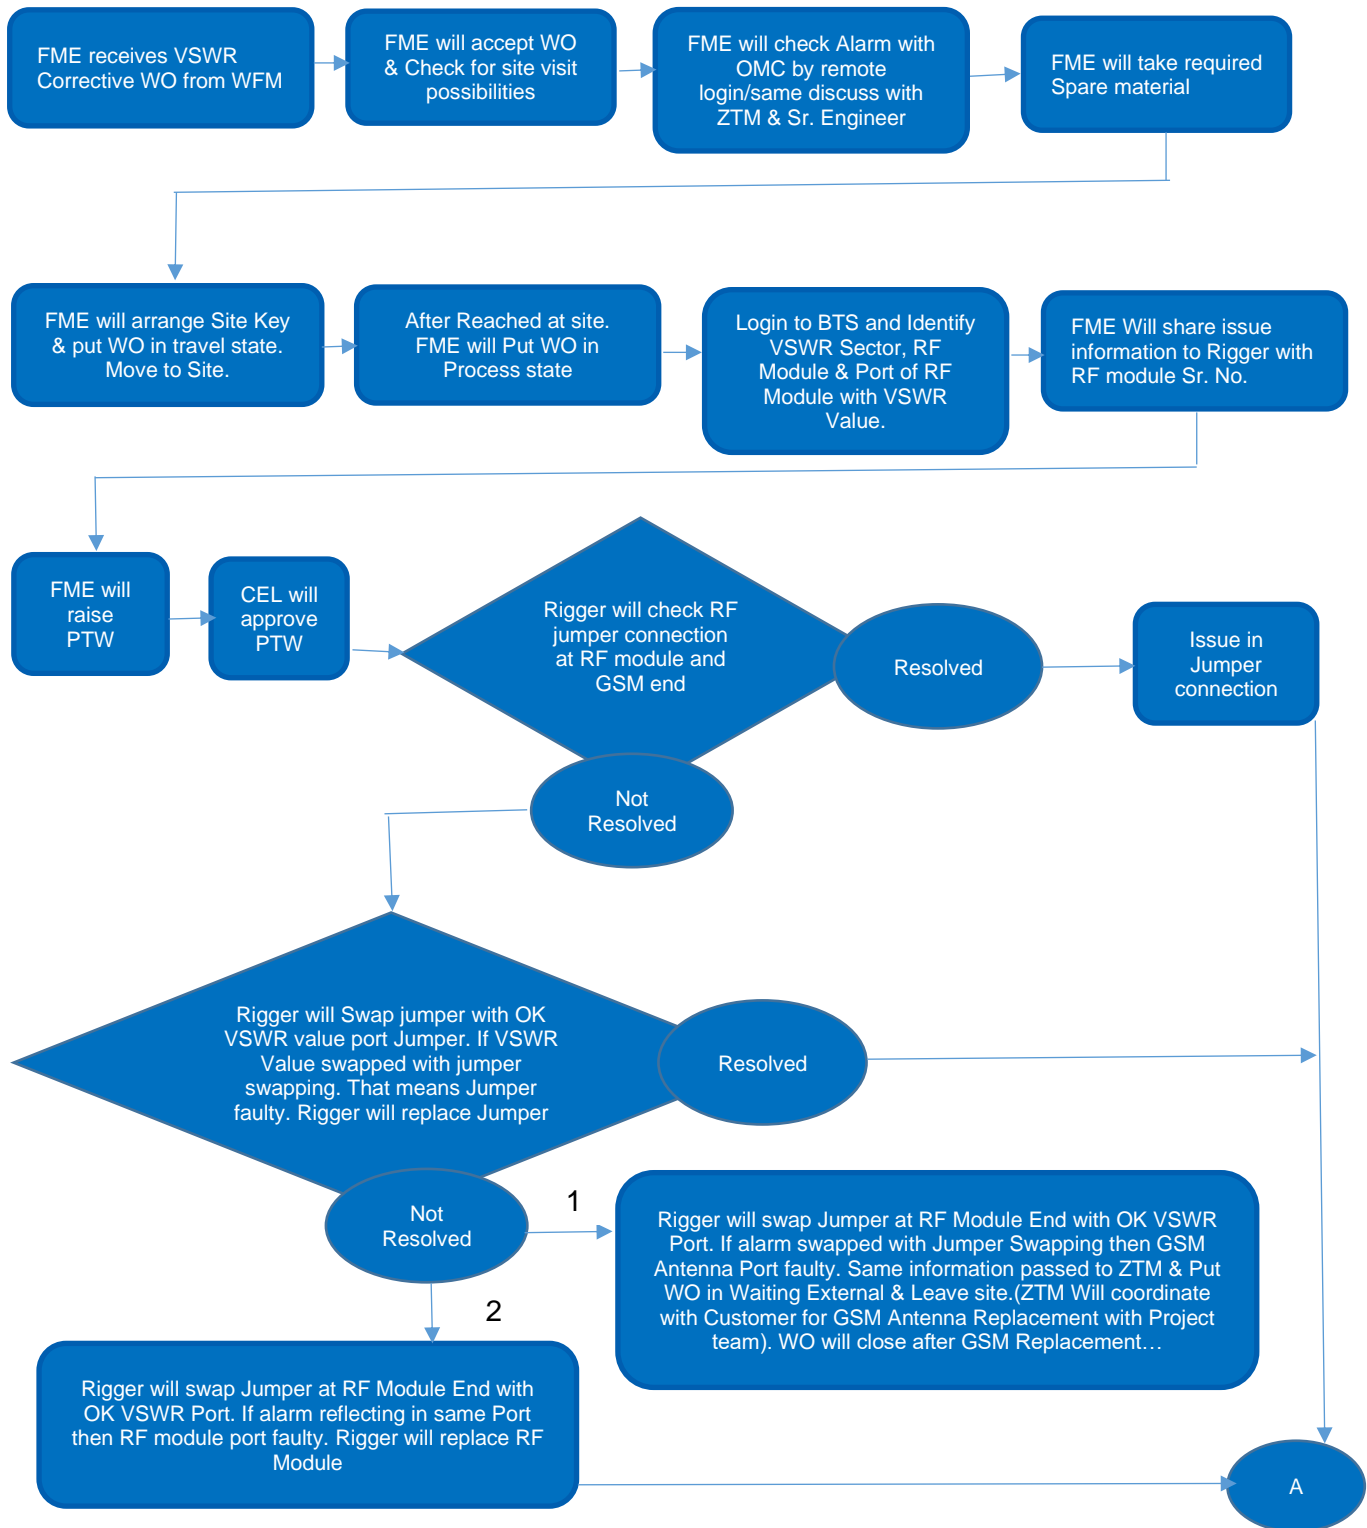 FME receives VSWR
Corrective WO from WFM
FME will accept WO
& Check for site visit
possibilities
FME will check Alarm with
OMC by remote
login/same discuss with
ZTM & Sr. Engineer
FME will take required
Spare material
FME will arrange Site Key
& put WO in travel state.
Move to Site.
After Reached at site.
FME will Put WO in
Process state
Login to BTS and Identify
VSWR Sector, RF
Module & Port of RF
Module with VSWR
Value.
FME Will share issue
information to Rigger with
RF module Sr. No.
FME will
raise
PTW
CEL will
approve
PTW
Rigger will check RF
jumper connection
at RF module and
GSM end
Resolved
Issue in
Jumper
connection
Not
Resolved
Rigger will Swap jumper with OK
VSWR value port Jumper. If VSWR
Value swapped with jumper
swapping. That means Jumper
faulty. Rigger will replace Jumper
Resolved
Not
Resolved
1
Rigger will swap Jumper at RF Module End with OK VSWR
Port. If alarm swapped with Jumper Swapping then GSM
Antenna Port faulty. Same information passed to ZTM & Put
WO in Waiting External & Leave site.(ZTM Will coordinate
with Customer for GSM Antenna Replacement with Project
team). WO will close after GSM Replacement…
2
Rigger will swap Jumper at RF Module End with
OK VSWR Port. If alarm reflecting in same Port
then RF module port faulty. Rigger will replace RF
Module
A